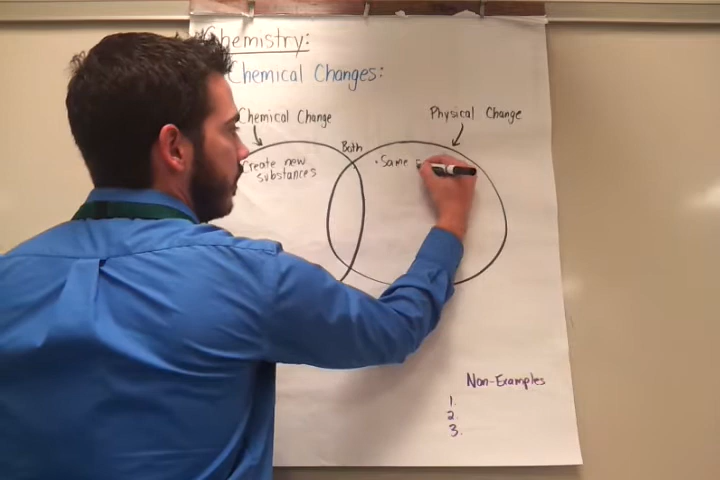 Chemistry:
Chemical Changes:
Chemical Change
Physical Change
Both
Create new
substances
• Same
Non-Examples
1.
2.
3.